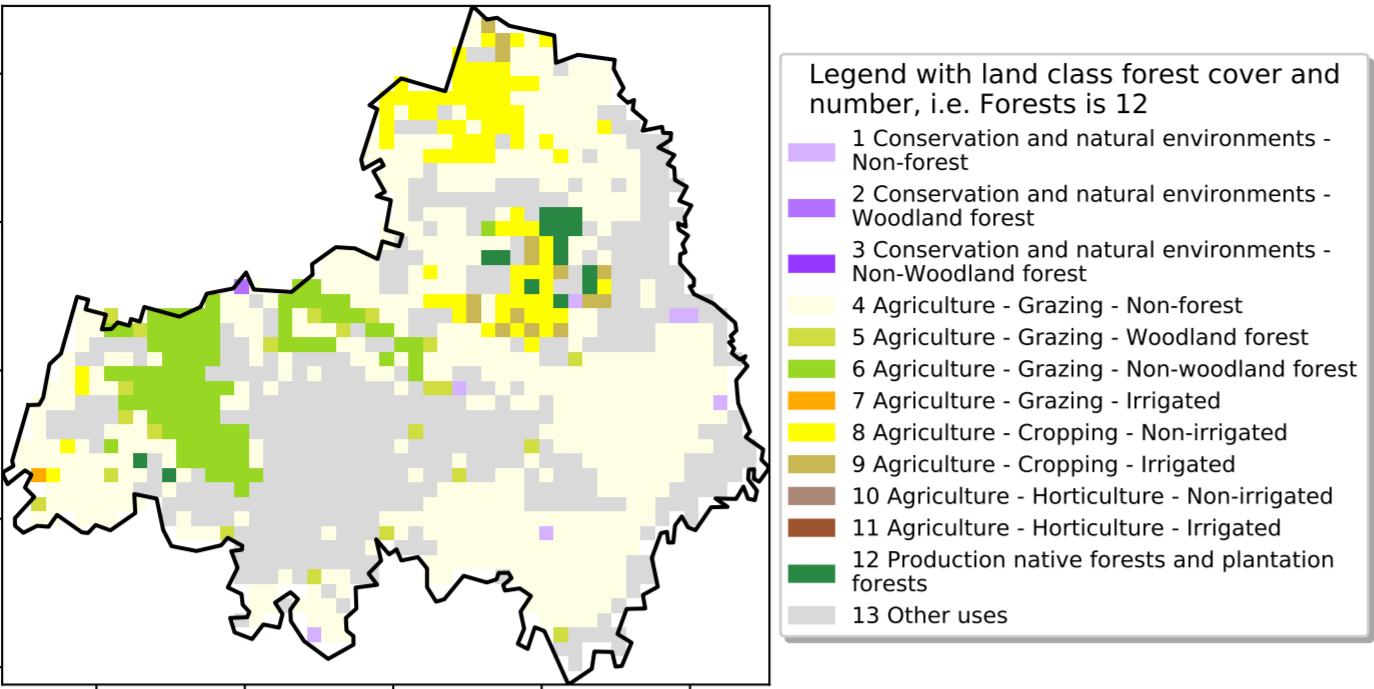 Legend with land class forest cover and
number, i.e. Forests is 12
1 Conservation and natural environments -
Non-forest
2 Conservation and natural environments -
Woodland forest
3 Conservation and natural environments -
Non-Woodland forest
4 Agriculture - Grazing - Non-forest
5 Agriculture - Grazing - Woodland forest
6 Agriculture - Grazing - Non-woodland forest
7 Agriculture - Grazing - Irrigated
8 Agriculture - Cropping - Non-irrigated
9 Agriculture - Cropping - Irrigated
10 Agriculture - Horticulture - Non-irrigated
11 Agriculture - Horticulture - Irrigated
12 Production native forests and plantation
forests
13 Other uses